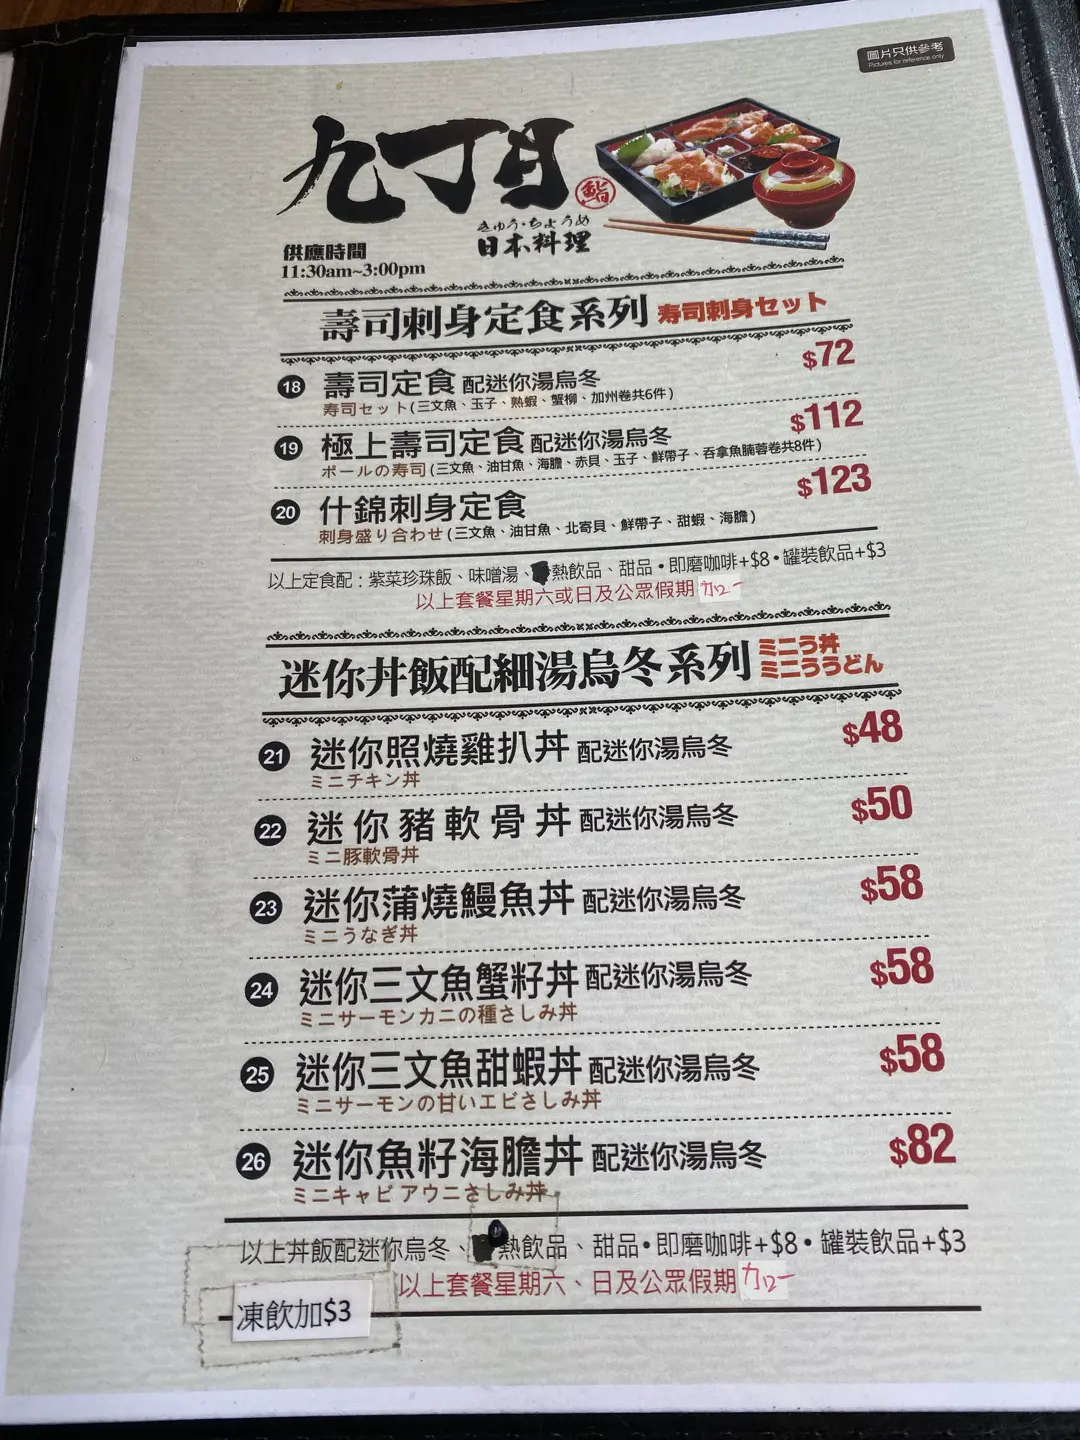 圖片只供參考
Pictures for reference only
九丁目
鮨
きゅう・ちょうめ
日本料理
供應時間
11:30am~3:00pm
壽司刺身定食系列 寿司刺身セット
18 壽司定食 配迷你湯烏冬 $72
寿司セット(三文魚、玉子、熟蝦、蟹柳、加州卷共6件)
19 極上壽司定食 配迷你湯烏冬 $112
ボールの寿司(三文魚、油甘魚、海膽、赤貝、玉子、鮮帶子、吞拿魚腩蓉卷共8件)
20 什錦刺身定食 $123
刺身盛り合わせ(三文魚、油甘魚、北寄貝、鮮帶子、甜蝦、海膽)
以上定食配:紫菜珍珠飯、味噌湯、熱飲品、甜品•即磨咖啡+$8•罐裝飲品+$3
以上套餐星期六或日及公眾假期加一
迷你丼飯配細湯烏冬系列 ミニう丼
ミニううどん
21 迷你照燒雞扒丼 配迷你湯烏冬 $48
ミニチキン丼
22 迷你豬軟骨丼 配迷你湯烏冬 $50
ミニ豚軟骨丼
23 迷你蒲燒鰻魚丼 配迷你湯烏冬 $58
ミニうなぎ丼
24 迷你三文魚蟹籽丼 配迷你湯烏冬 $58
ミニサーモンカニの種さしみ丼
25 迷你三文魚甜蝦丼 配迷你湯烏冬 $58
ミニサーモンの甘いエビさしみ丼
26 迷你魚籽海膽丼 配迷你湯烏冬 $82
ミニキャビアウニさしみ丼
以上丼飯配迷你烏冬、熱飲品、甜品•即磨咖啡+$8•罐裝飲品+$3
以上套餐星期六、日及公眾假期加一
凍飲加$3